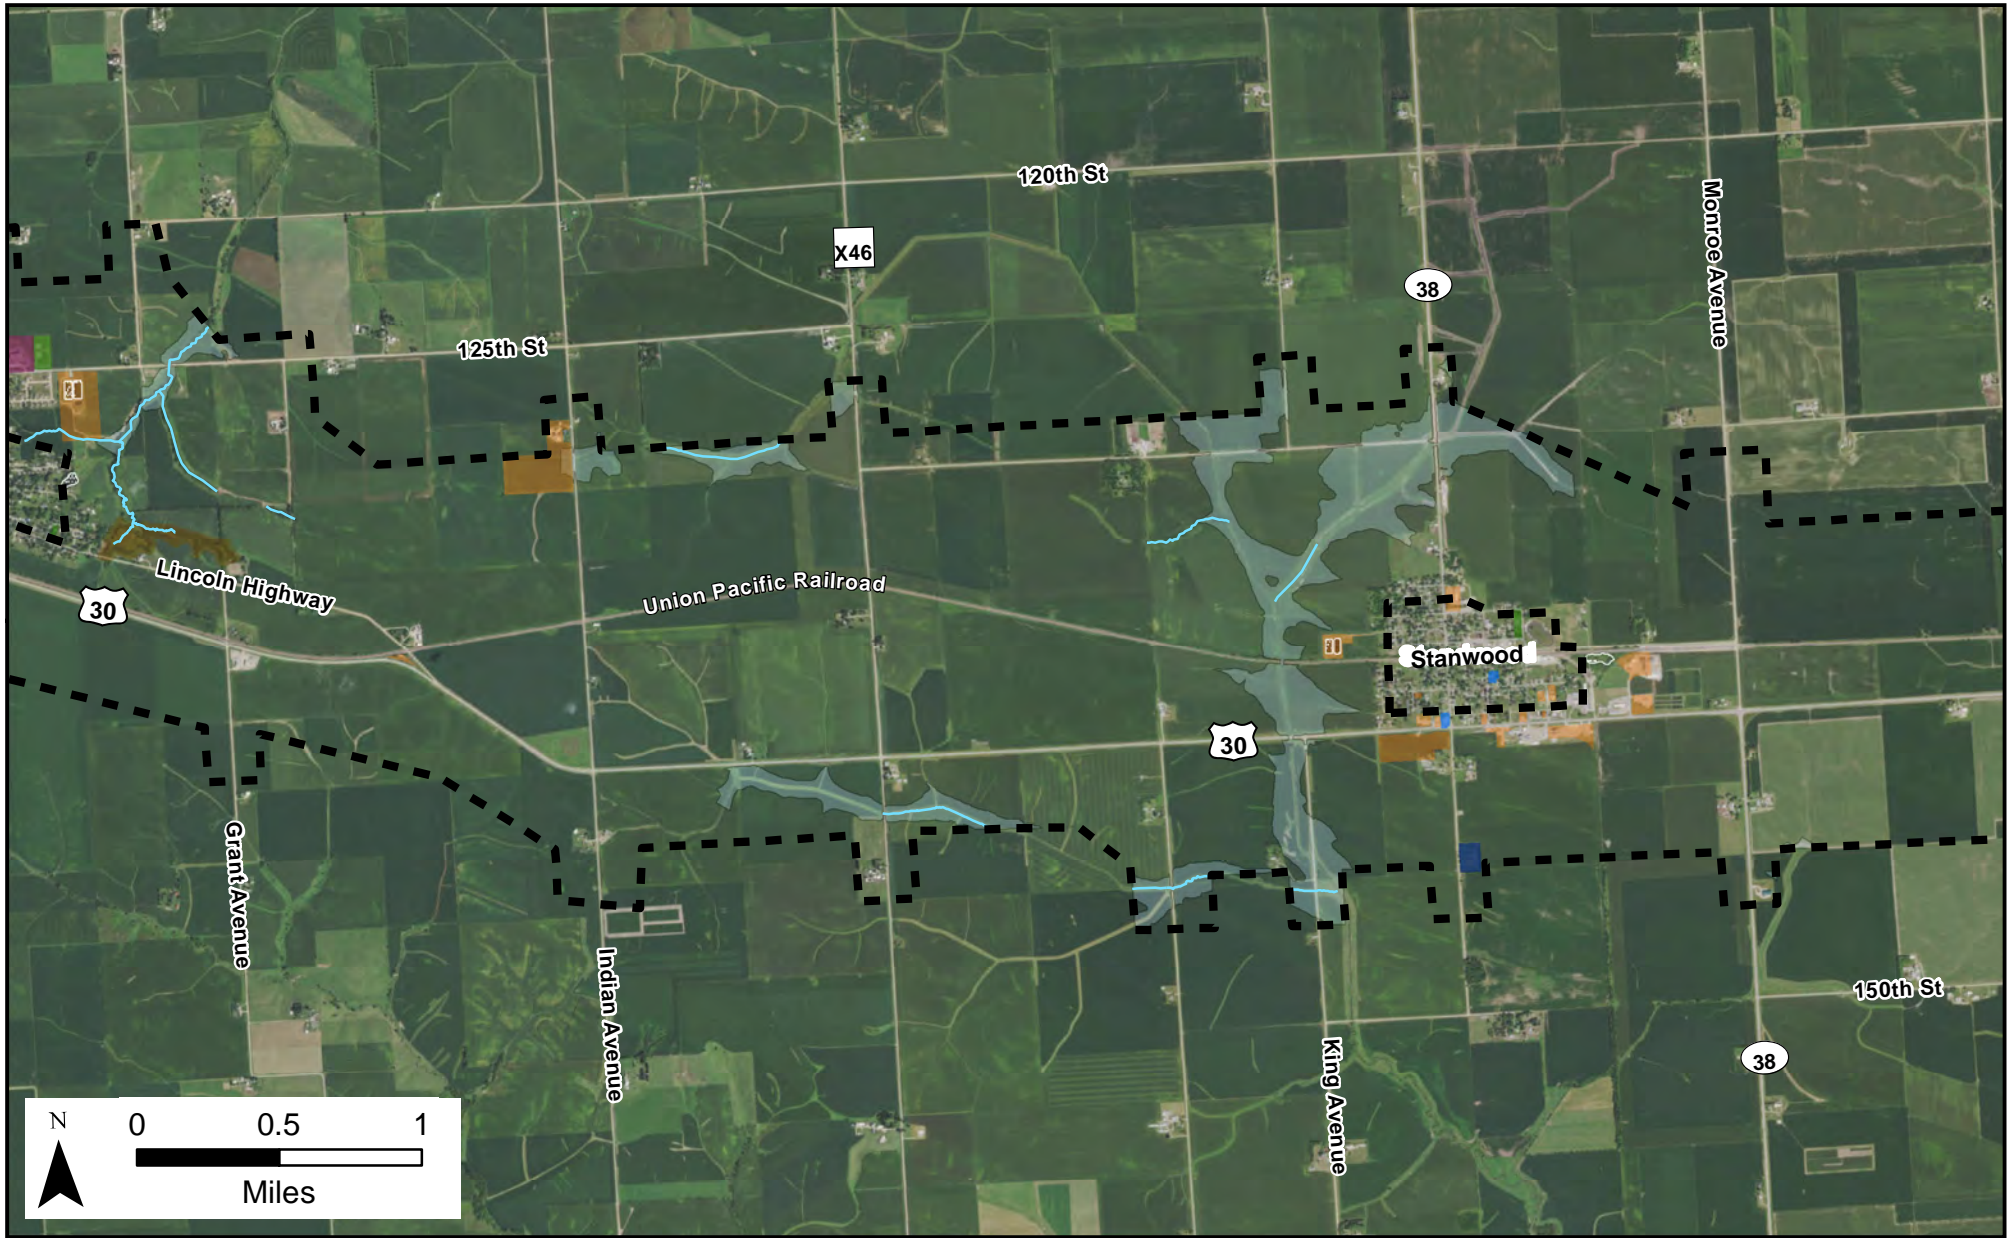 120th St
Monroe Avenue
X46
38
125th St
Lincoln Highway
30
Union Pacific Railroad
Stanwood
30
Grant Avenue
Indian Avenue
150th St
King Avenue
38
N
0 0.5 1
Miles